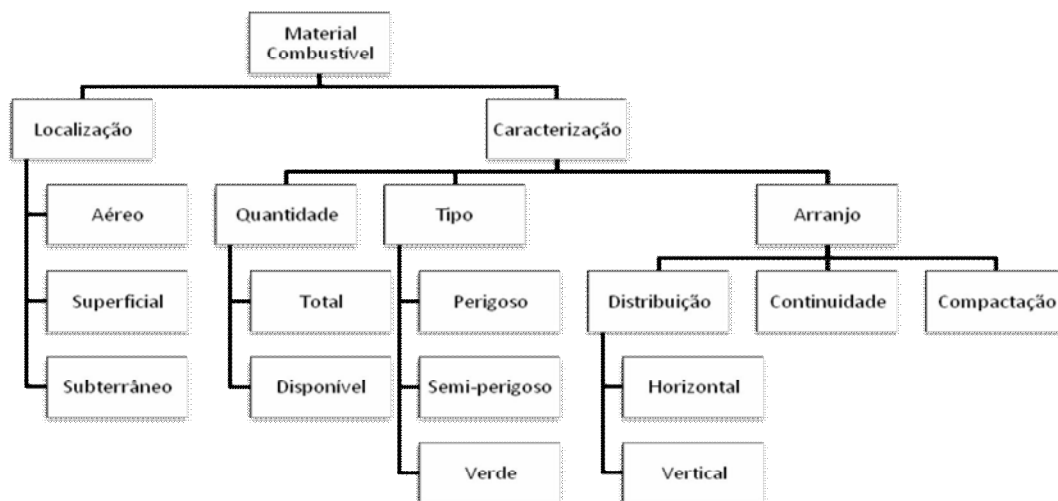 Material
Combustível
Localização
Caracterização
Aéreo
Quantidade
Tipo
Arranjo
Superficial
Total
Perigoso
Distribuição
Continuidade
Compactação
Subterrâneo
Disponível
Semi-perigoso
Horizontal
Verde
Vertical